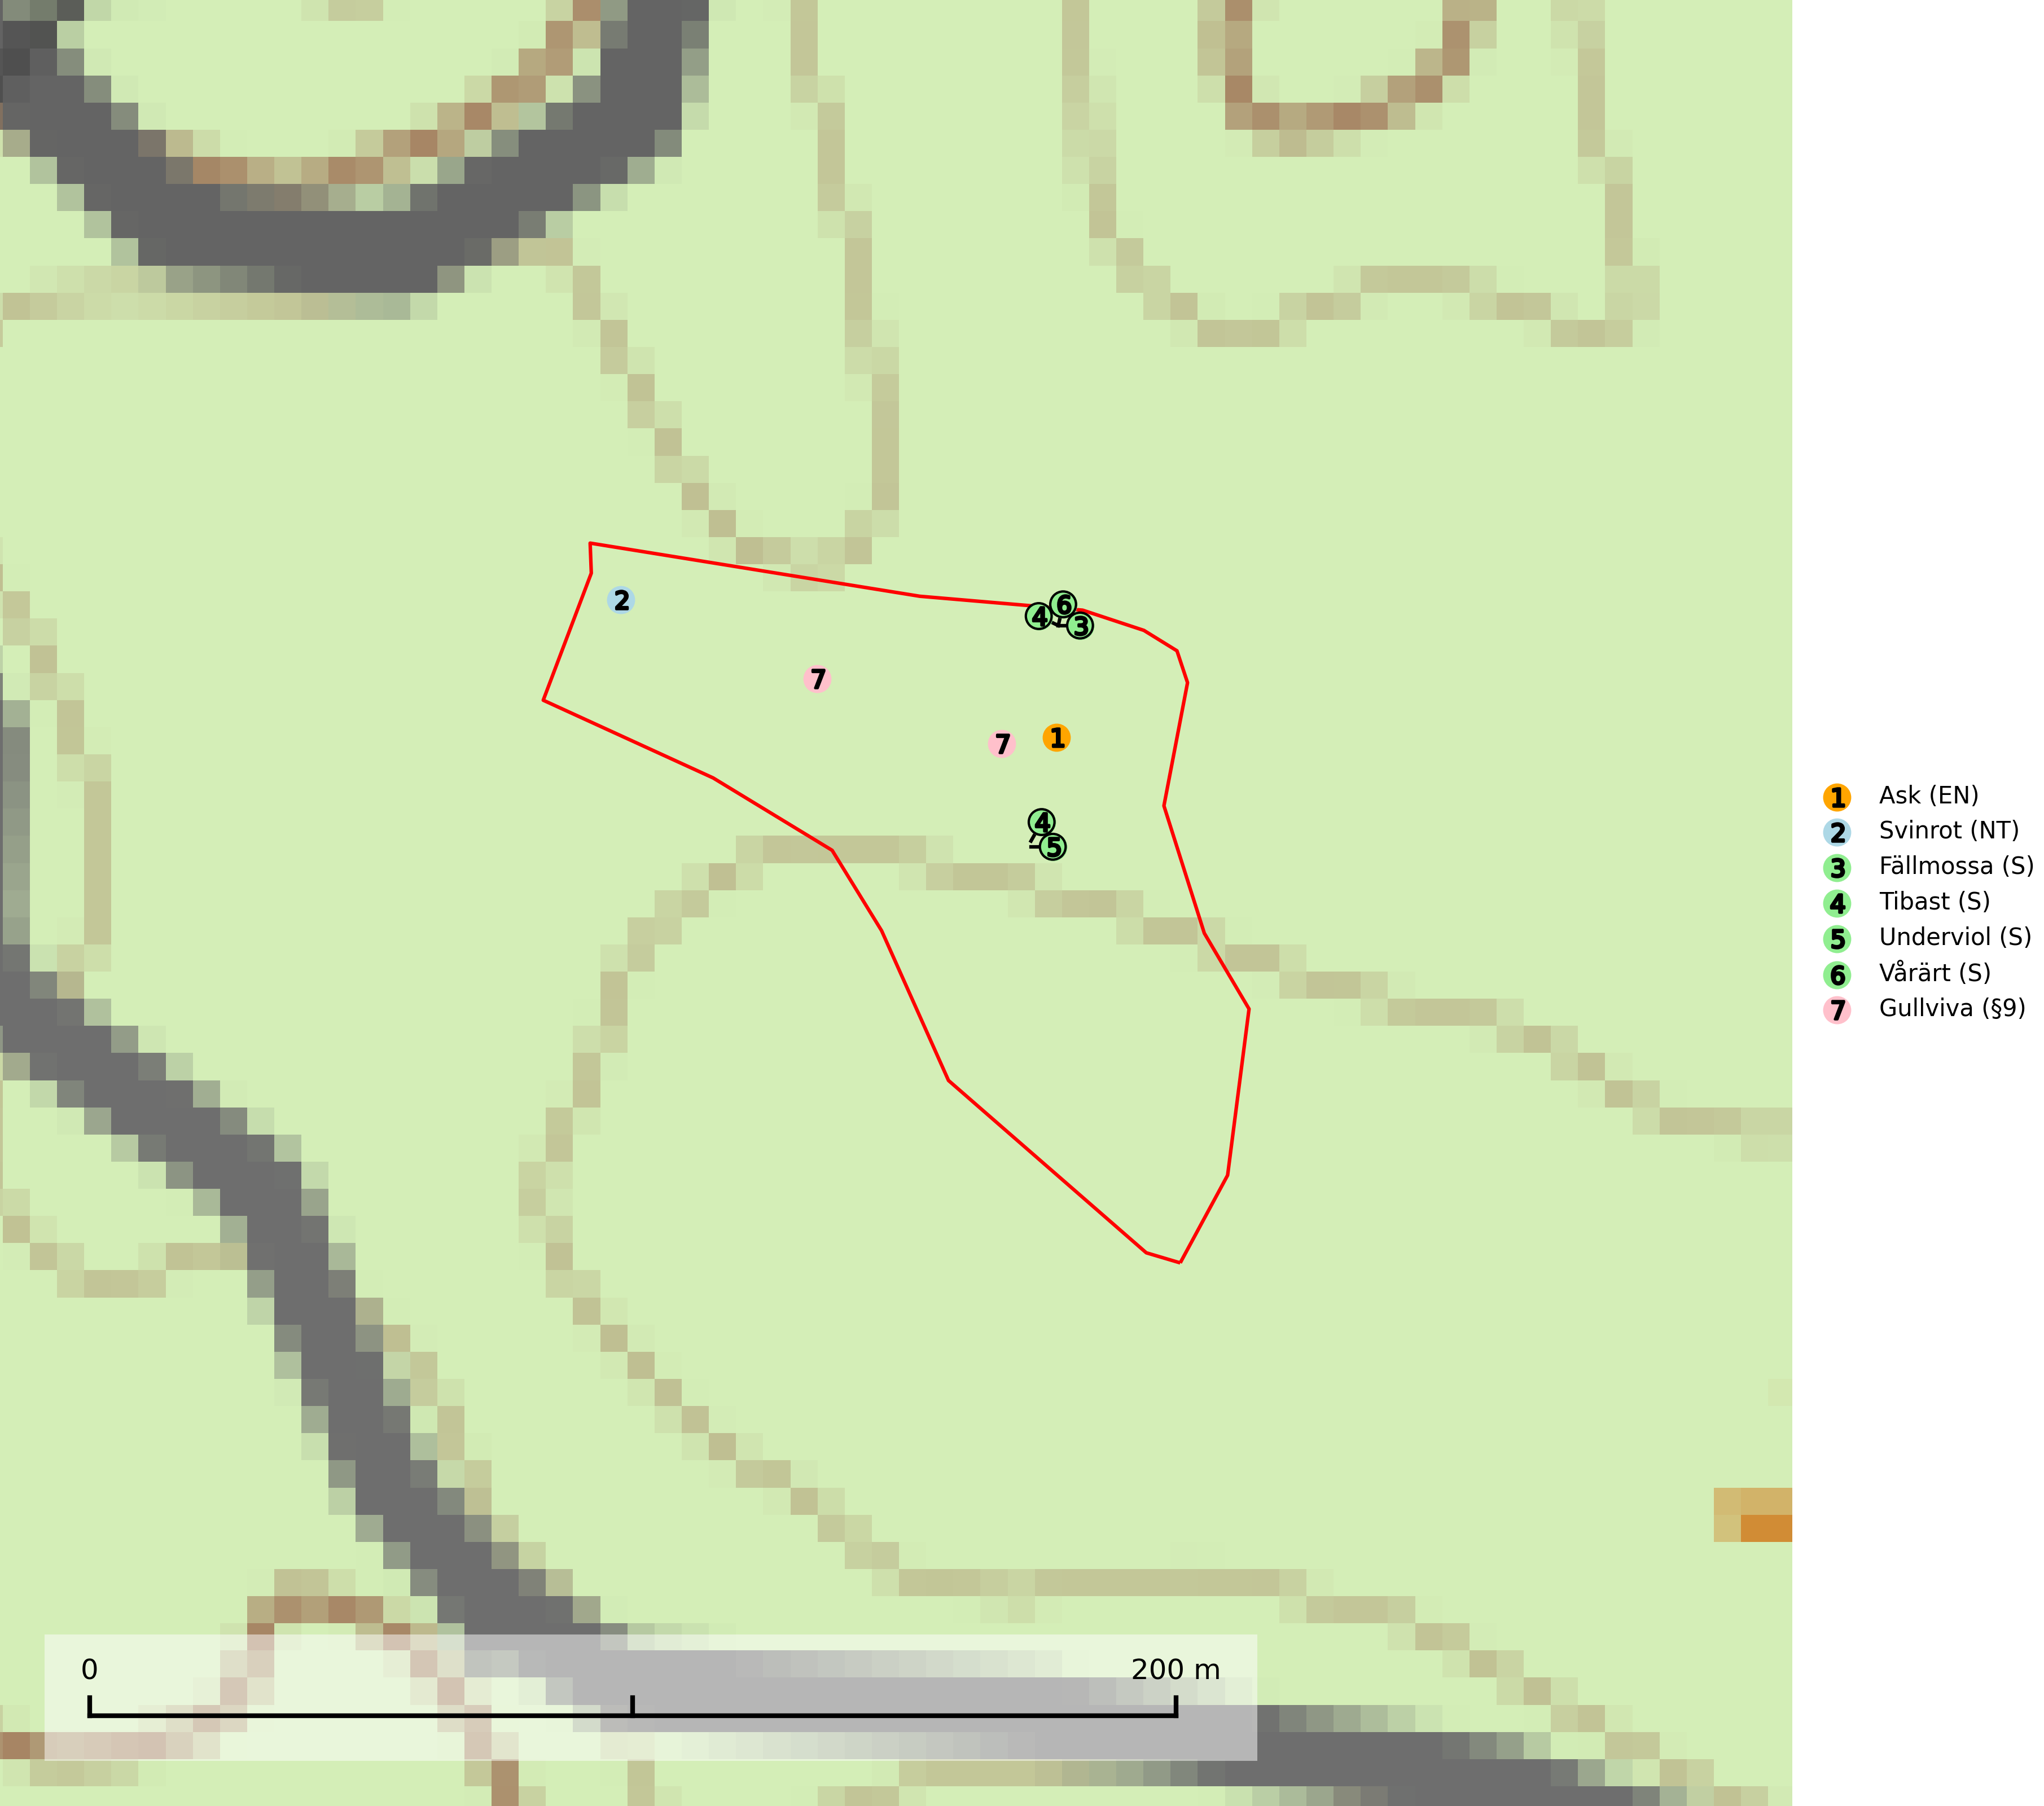 2
6
4
3
7
7
1
4
5
1 Ask (EN)
2 Svinrot (NT)
3 Fällmossa (S)
4 Tibast (S)
5 Underviol (S)
6 Vårärt (S)
7 Gullviva (§9)
0 200 m